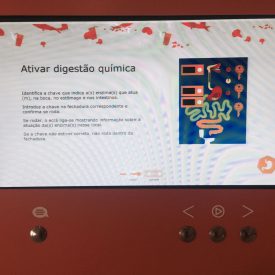 Ativar digestão química
Identifica a chave que indica a(s) enzima(s) que atua
(m), na boca, no estômago e nos intestinos.
Introduz a chave na fechadura correspondente e
confirma se roda.
Se rodar, o ecrã liga-se mostrando informação sobre a
atuação da(s) enzima(s) nesse local.
Se a chave não estiver correta, não roda dentro da
fechadura.